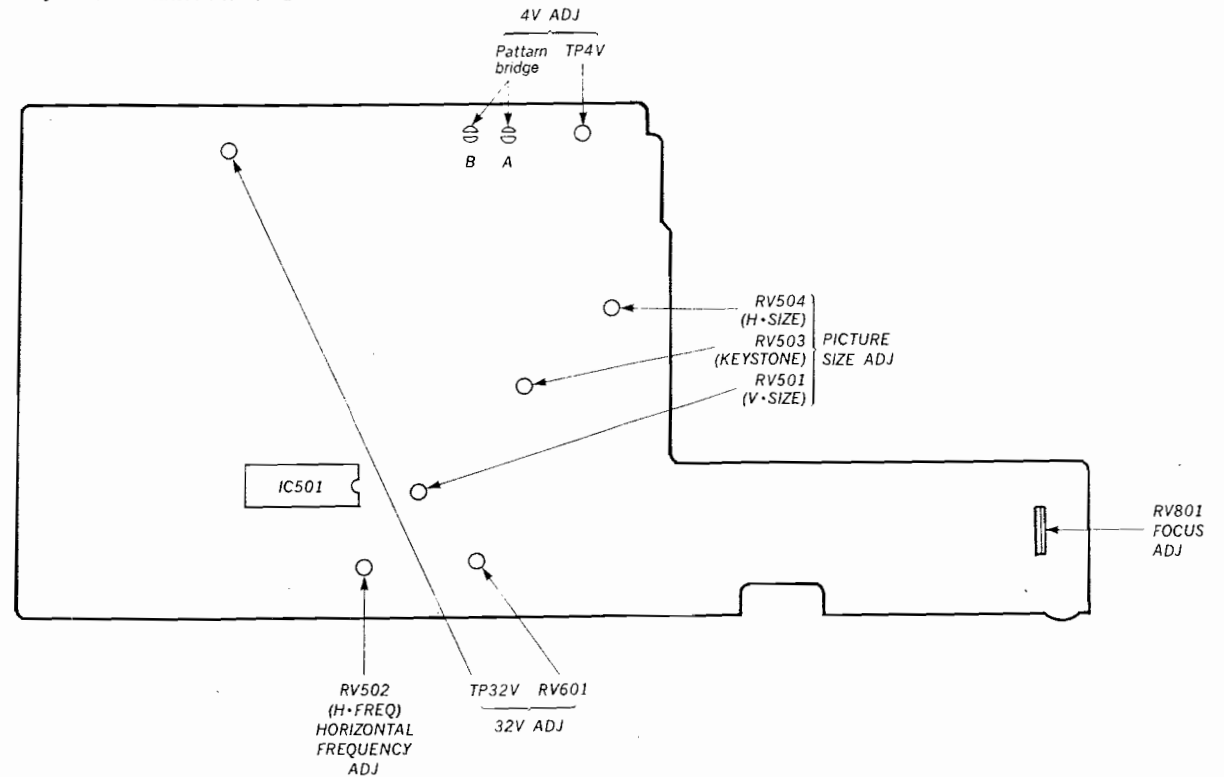 4V ADJ
Pattarn TP4V
bridge
B A
RV504
(H•SIZE)
RV503
(KEYSTONE)
RV501
(V•SIZE)
PICTURE
SIZE ADJ
IC501
RV801
FOCUS
ADJ
RV502
(H•FREQ)
HORIZONTAL
FREQUENCY
ADJ
TP32V RV601
32V ADJ